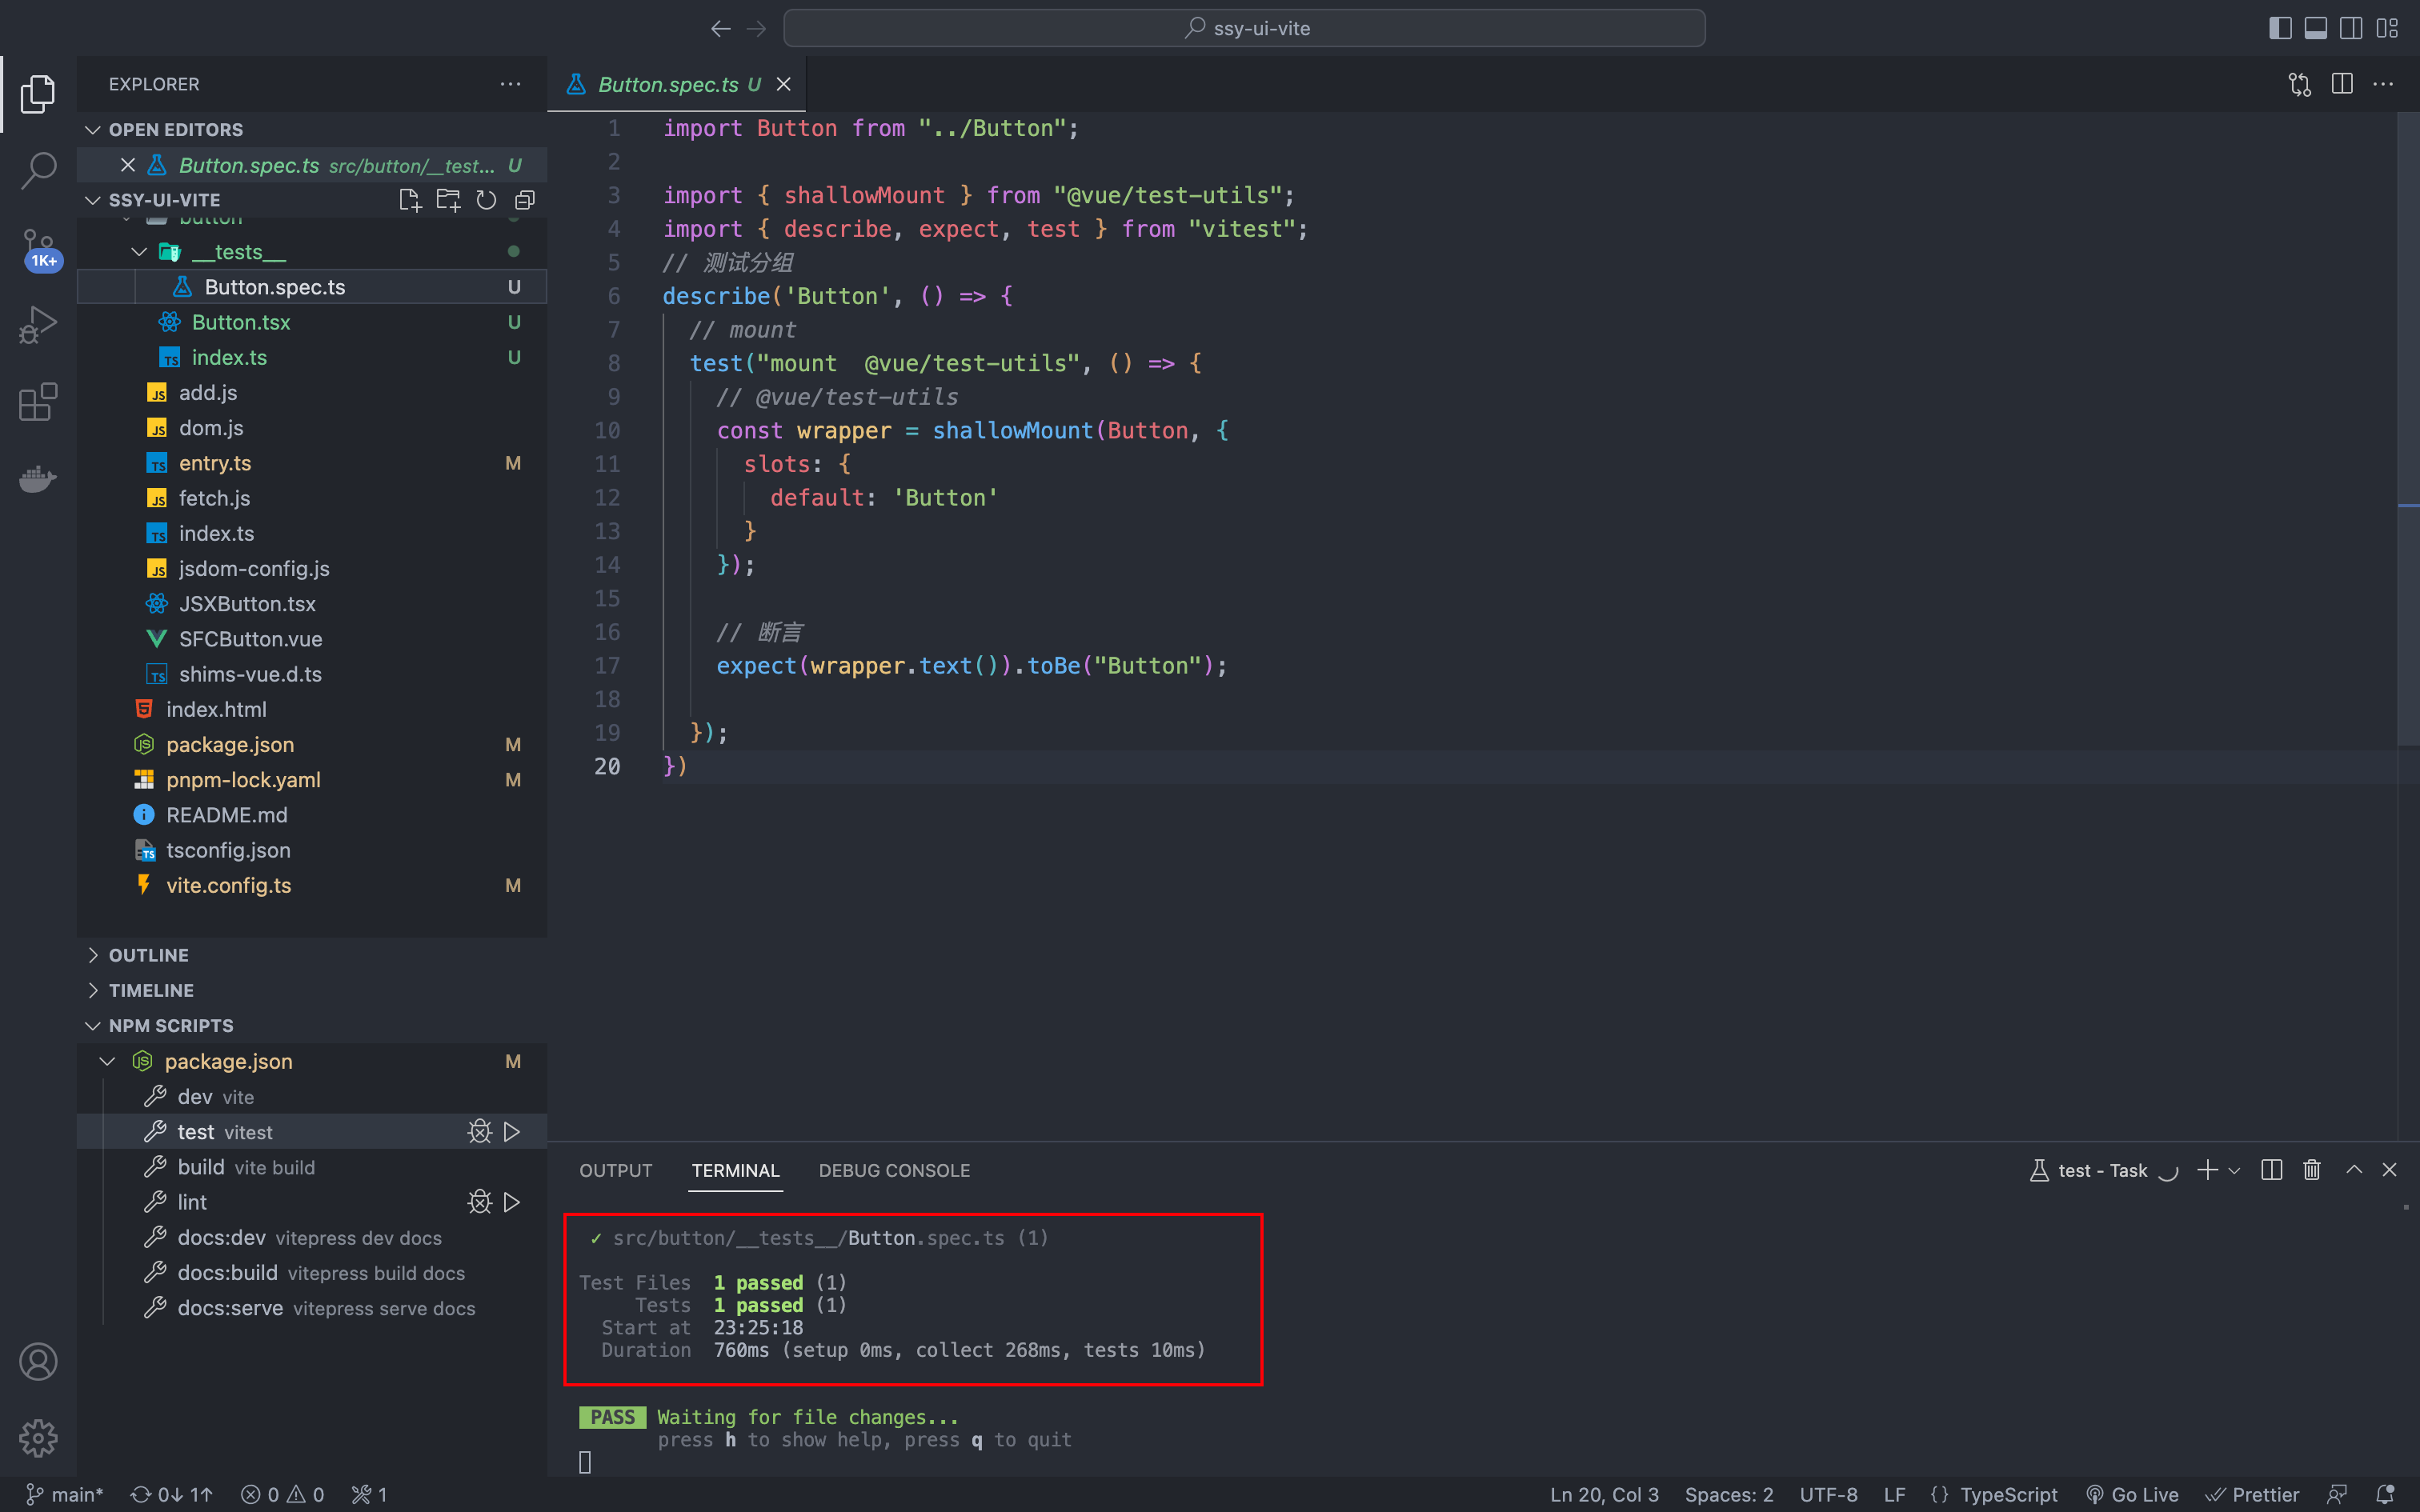 ssy-ui-vite
EXPLORER
OPEN EDITORS
Button.spec.ts src/button/__test... U
SSY-UI-VITE
button
__tests__
Button.spec.ts U
Button.tsx U
index.ts U
add.js
dom.js
entry.ts M
fetch.js
index.ts
jsdom-config.js
JSXButton.tsx
SFCButton.vue
shims-vue.d.ts
index.html
package.json M
pnpm-lock.yaml M
README.md
tsconfig.json
vite.config.ts M
OUTLINE
TIMELINE
NPM SCRIPTS
package.json M
dev vite
test vitest
build vite build
lint
docs:dev vitepress dev docs
docs:build vitepress build docs
docs:serve vitepress serve docs
1K+
Button.spec.ts U
1 import Button from "../Button";
2
3 import { shallowMount } from "@vue/test-utils";
4 import { describe, expect, test } from "vitest";
5 // 测试分组
6 describe('Button', () => {
7 // mount
8 test("mount  @vue/test-utils", () => {
9 // @vue/test-utils
10 const wrapper = shallowMount(Button, {
11 slots: {
12 default: 'Button'
13 }
14 });
15
16 // 断言
17 expect(wrapper.text()).toBe("Button");
18
19 });
20 })
OUTPUT TERMINAL DEBUG CONSOLE
test - Task
✓ src/button/__tests__/Button.spec.ts (1)
Test Files 1 passed (1)
Tests 1 passed (1)
Start at 23:25:18
Duration 760ms (setup 0ms, collect 268ms, tests 10ms)
PASS Waiting for file changes...
press h to show help, press q to quit
main* 0↓ 1↑ 0 0 1
Ln 20, Col 3 Spaces: 2 UTF-8 LF {} TypeScript Go Live Prettier